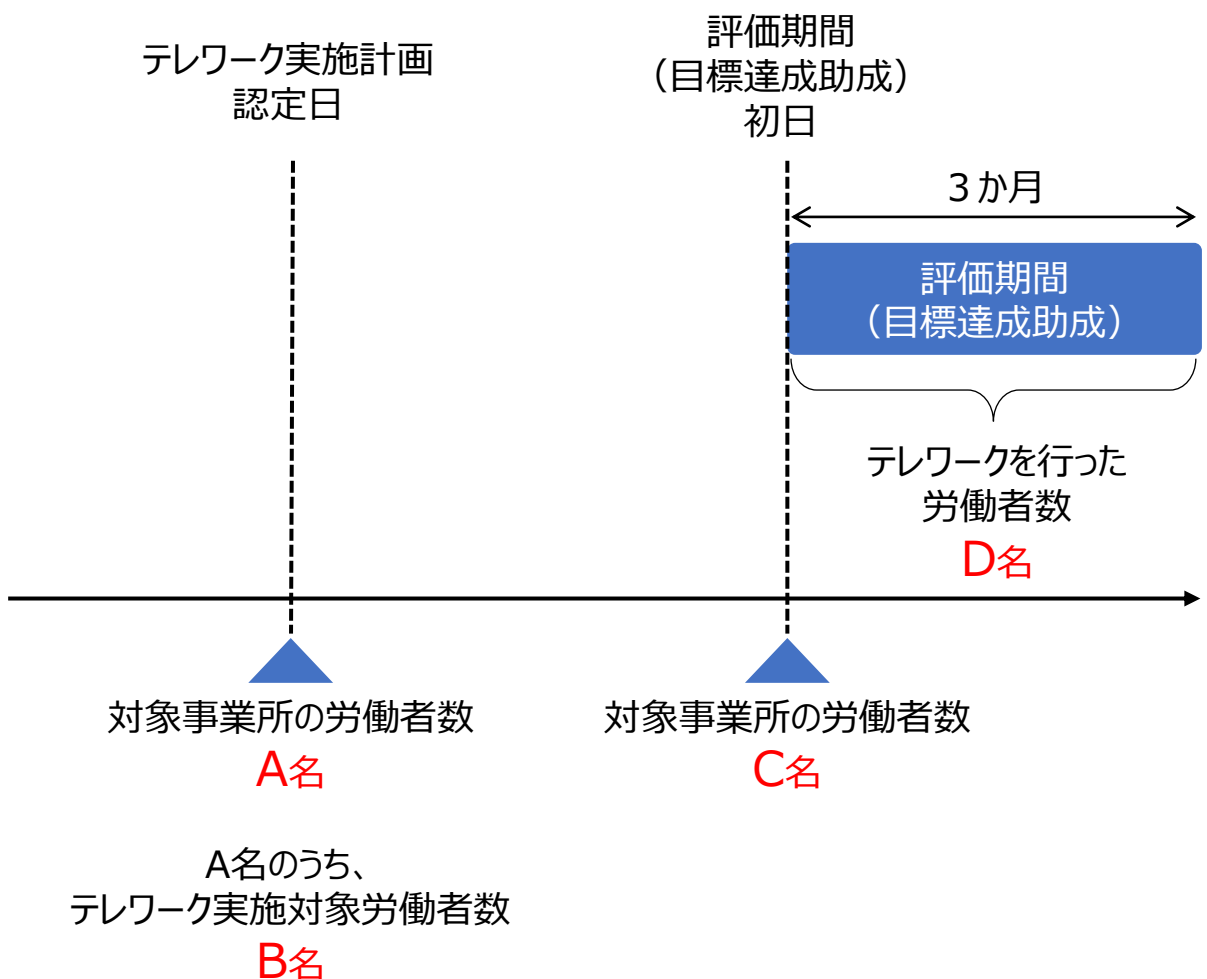 テレワーク実施計画
認定日
評価期間
（目標達成助成）
初日
３か月
評価期間
（目標達成助成）
テレワークを行った
労働者数
D名
対象事業所の労働者数
A名
対象事業所の労働者数
C名
A名のうち、
テレワーク実施対象労働者数
B名